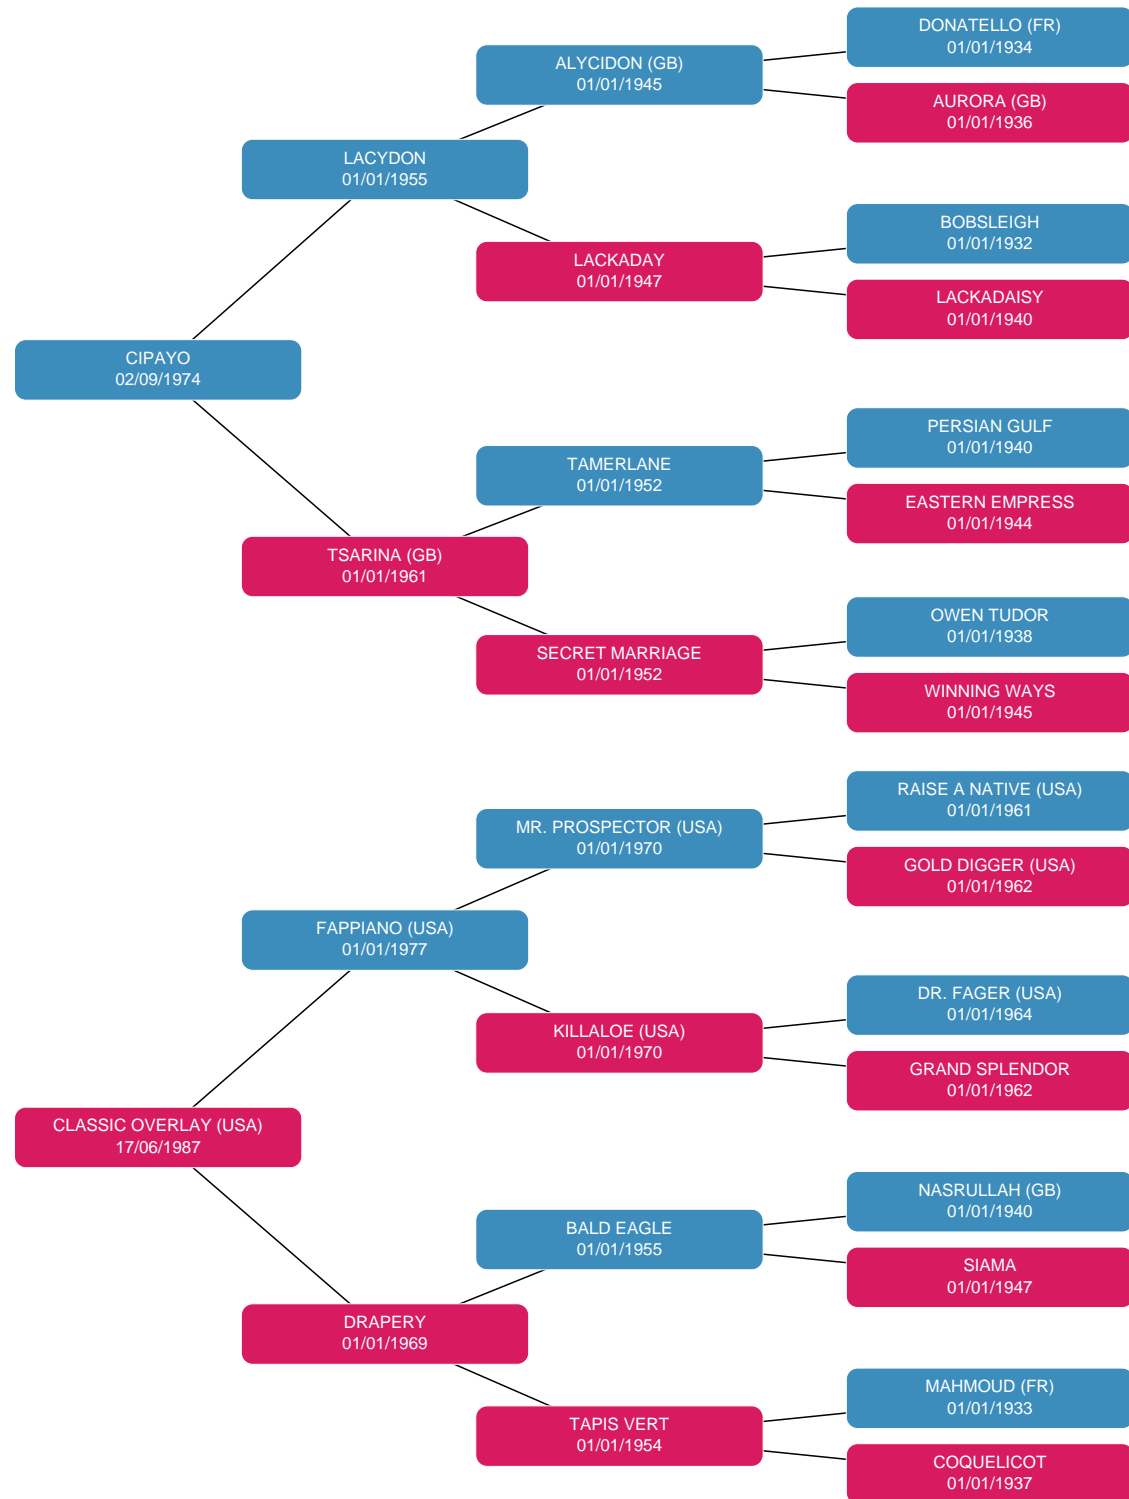 DONATELLO (FR)
01/01/1934
ALYCIDON (GB)
01/01/1945
AURORA (GB)
01/01/1936
LACYDON
01/01/1955
BOBSLEIGH
01/01/1932
LACKADAY
01/01/1947
LACKADAISY
01/01/1940
CIPAYO
02/09/1974
PERSIAN GULF
01/01/1940
TAMERLANE
01/01/1952
EASTERN EMPRESS
01/01/1944
TSARINA (GB)
01/01/1961
OWEN TUDOR
01/01/1938
SECRET MARRIAGE
01/01/1952
WINNING WAYS
01/01/1945
RAISE A NATIVE (USA)
01/01/1961
MR. PROSPECTOR (USA)
01/01/1970
GOLD DIGGER (USA)
01/01/1962
FAPPIANO (USA)
01/01/1977
DR. FAGER (USA)
01/01/1964
KILLALOE (USA)
01/01/1970
GRAND SPLENDOR
01/01/1962
CLASSIC OVERLAY (USA)
17/06/1987
NASRULLAH (GB)
01/01/1940
BALD EAGLE
01/01/1955
SIAMA
01/01/1947
DRAPERY
01/01/1969
MAHMOUD (FR)
01/01/1933
TAPIS VERT
01/01/1954
COQUELICOT
01/01/1937